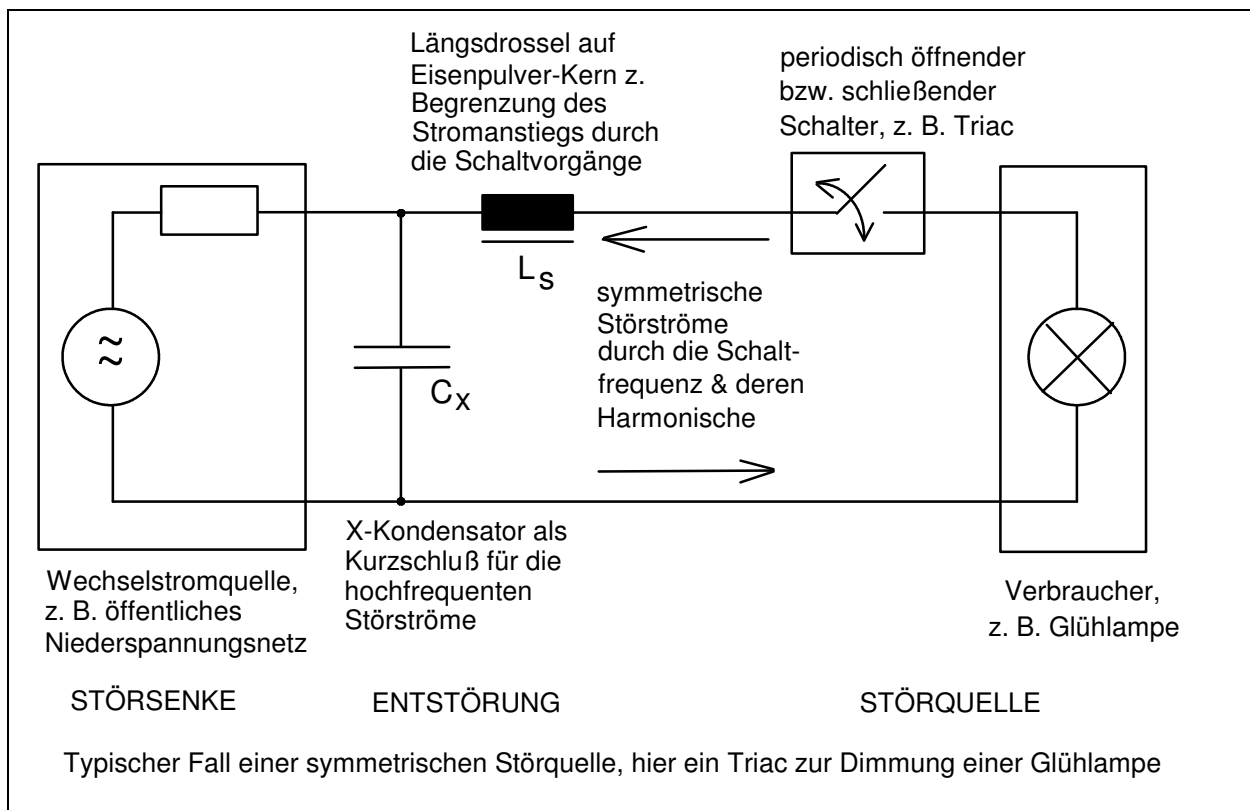 Längsdrossel auf
Eisenpulver-Kern z.
Begrenzung des
Stromanstiegs durch
die Schaltvorgänge
periodisch öffnender
bzw. schließender
Schalter, z. B. Triac
L S
symmetrische
Störströme
durch die Schalt-
frequenz & deren
Harmonische
≈
C X
X-Kondensator als
Kurzschluß für die
hochfrequenten
Störströme
Wechselstromquelle,
z. B. öffentliches
Niederspannungsnetz
Verbraucher,
z. B. Glühlampe
STÖRSENKE
ENTSTÖRUNG
STÖRQUELLE
Typischer Fall einer symmetrischen Störquelle, hier ein Triac zur Dimmung einer Glühlampe